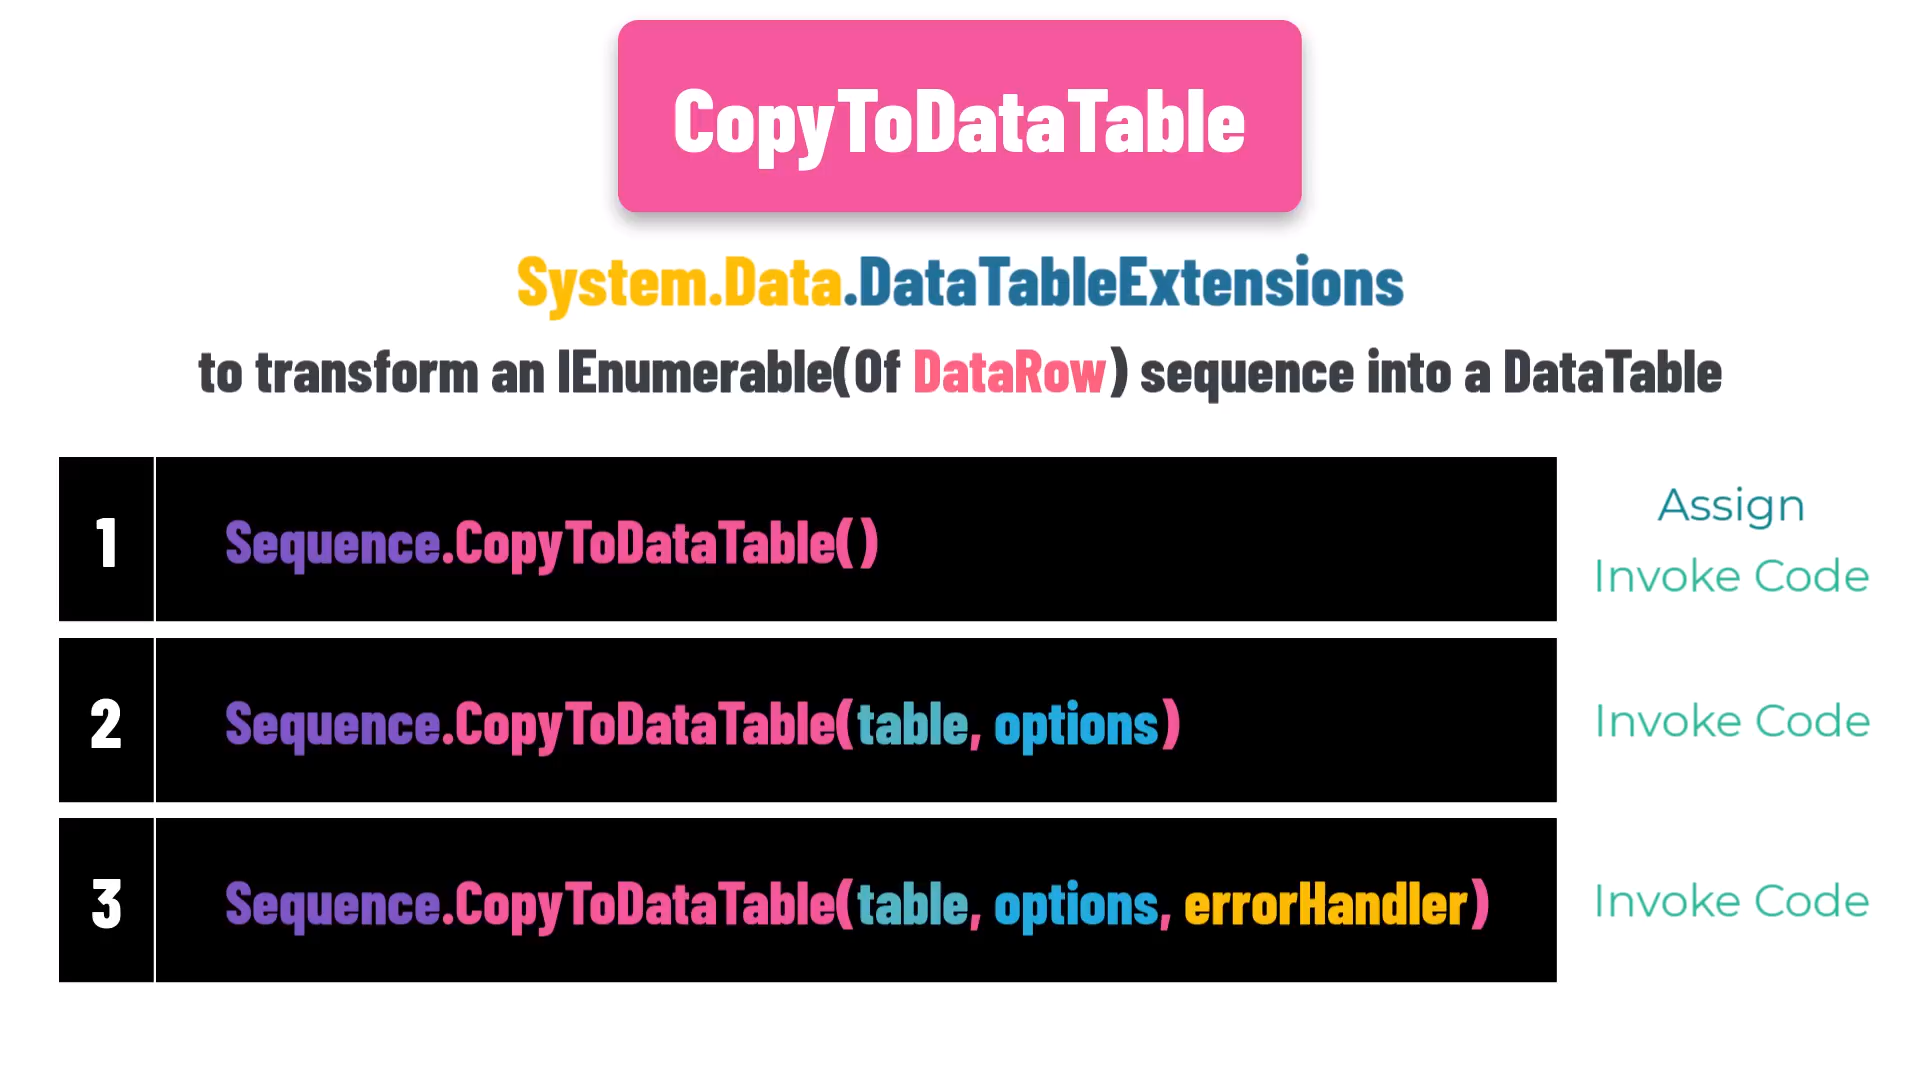 CopyToDataTable
System.Data.DataTableExtensions
to transform an IEnumerable(Of DataRow) sequence into a DataTable
1 Sequence.CopyToDataTable() Assign
Invoke Code
2 Sequence.CopyToDataTable(table, options) Invoke Code
3 Sequence.CopyToDataTable(table, options, errorHandler) Invoke Code